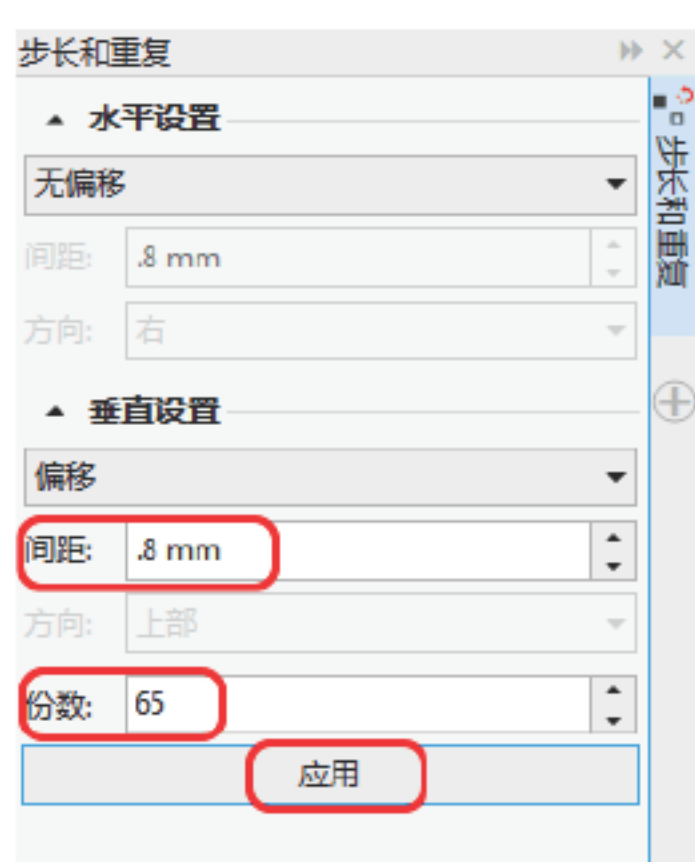 步长和重复
水平设置
无偏移
间距: .8 mm
方向: 右
垂直设置
偏移
间距: .8 mm
方向: 上部
份数: 65
应用
步长和重复